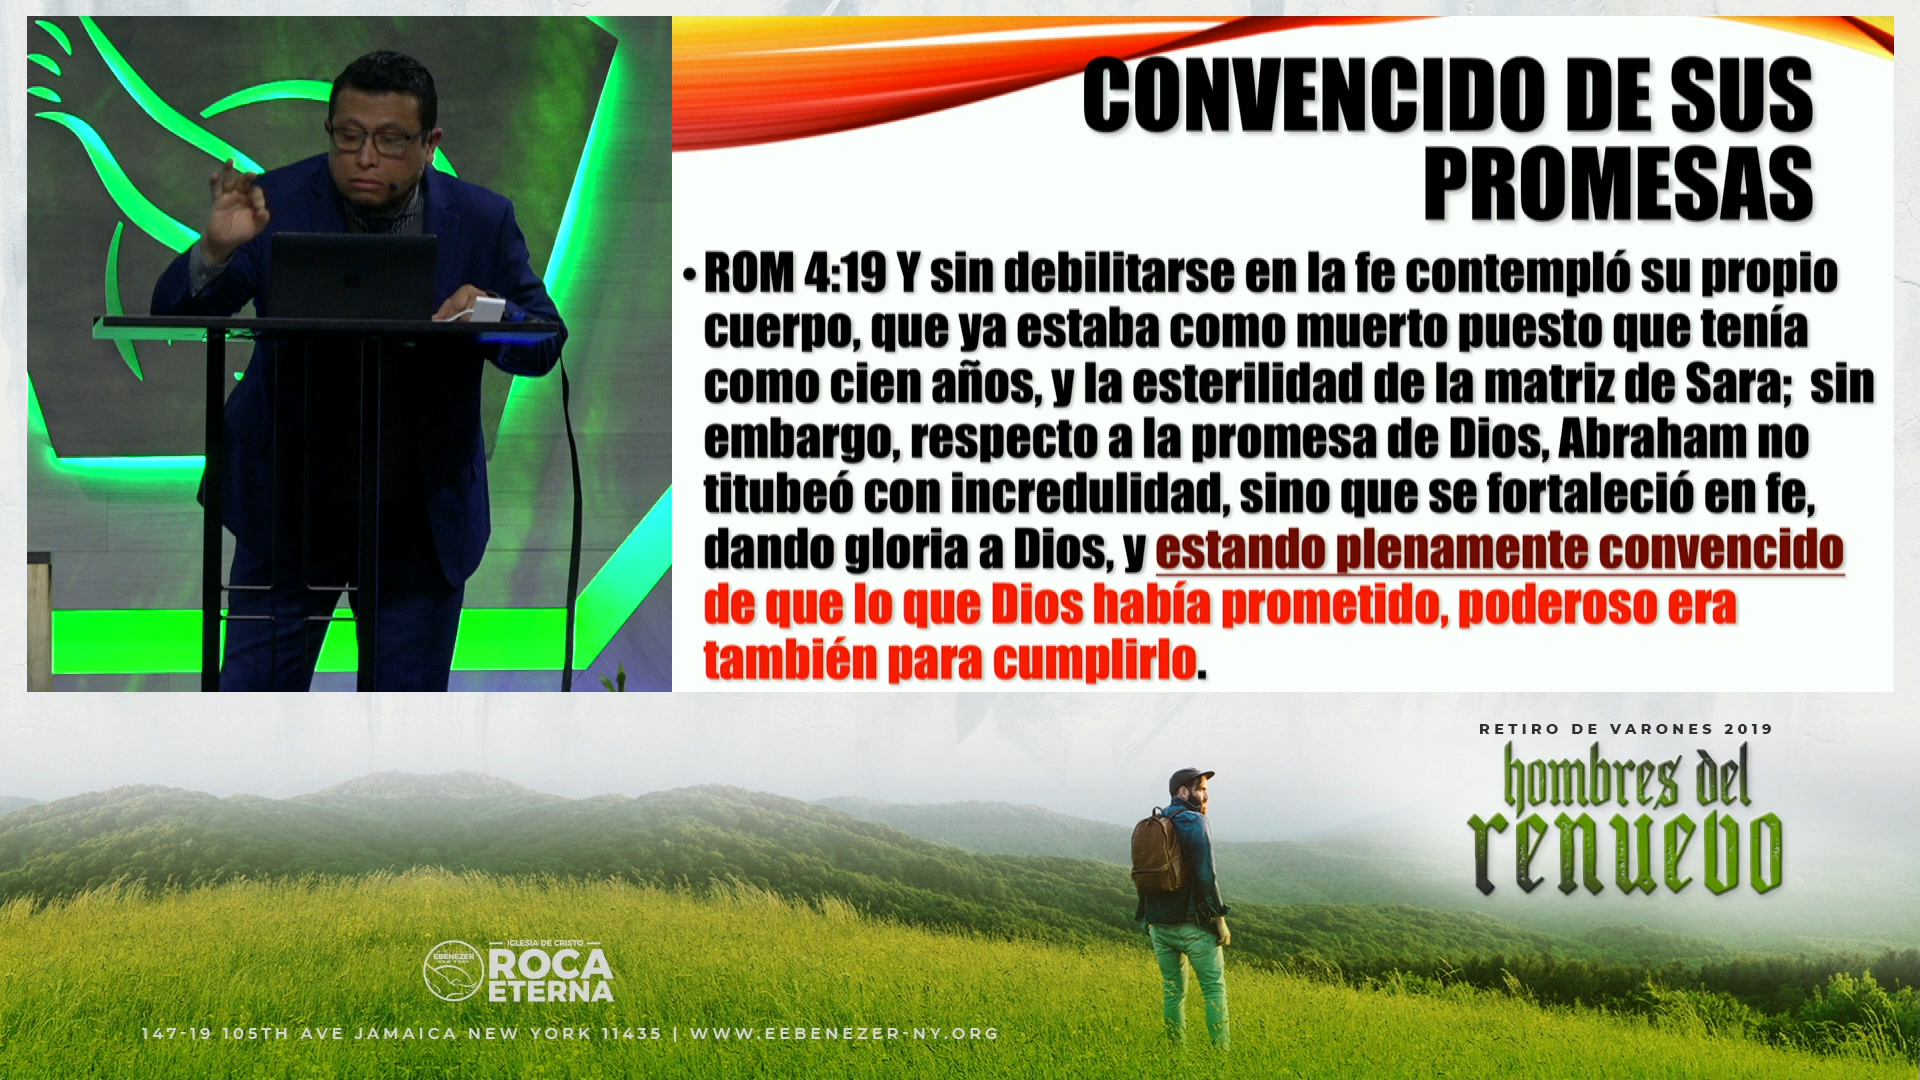 CONVENCIDO DE SUS
PROMESAS
• ROM 4:19 Y sin debilitarse en la fe contempló su propio
cuerpo, que ya estaba como muerto puesto que tenía
como cien años, y la esterilidad de la matriz de Sara; sin
embargo, respecto a la promesa de Dios, Abraham no
titubeó con incredulidad, sino que se fortaleció en fe,
dando gloria a Dios, y estando plenamente convencido
de que lo que Dios había prometido, poderoso era
también para cumplirlo.
RETIRO DE VARONES 2019
hombres del
renuevo
IGLESIA DE CRISTO
EBENEZER
NEW YORK
ROCA
ETERNA
147-19 105TH AVE JAMAICA NEW YORK 11435 | WWW.EEBENEZER-NY.ORG